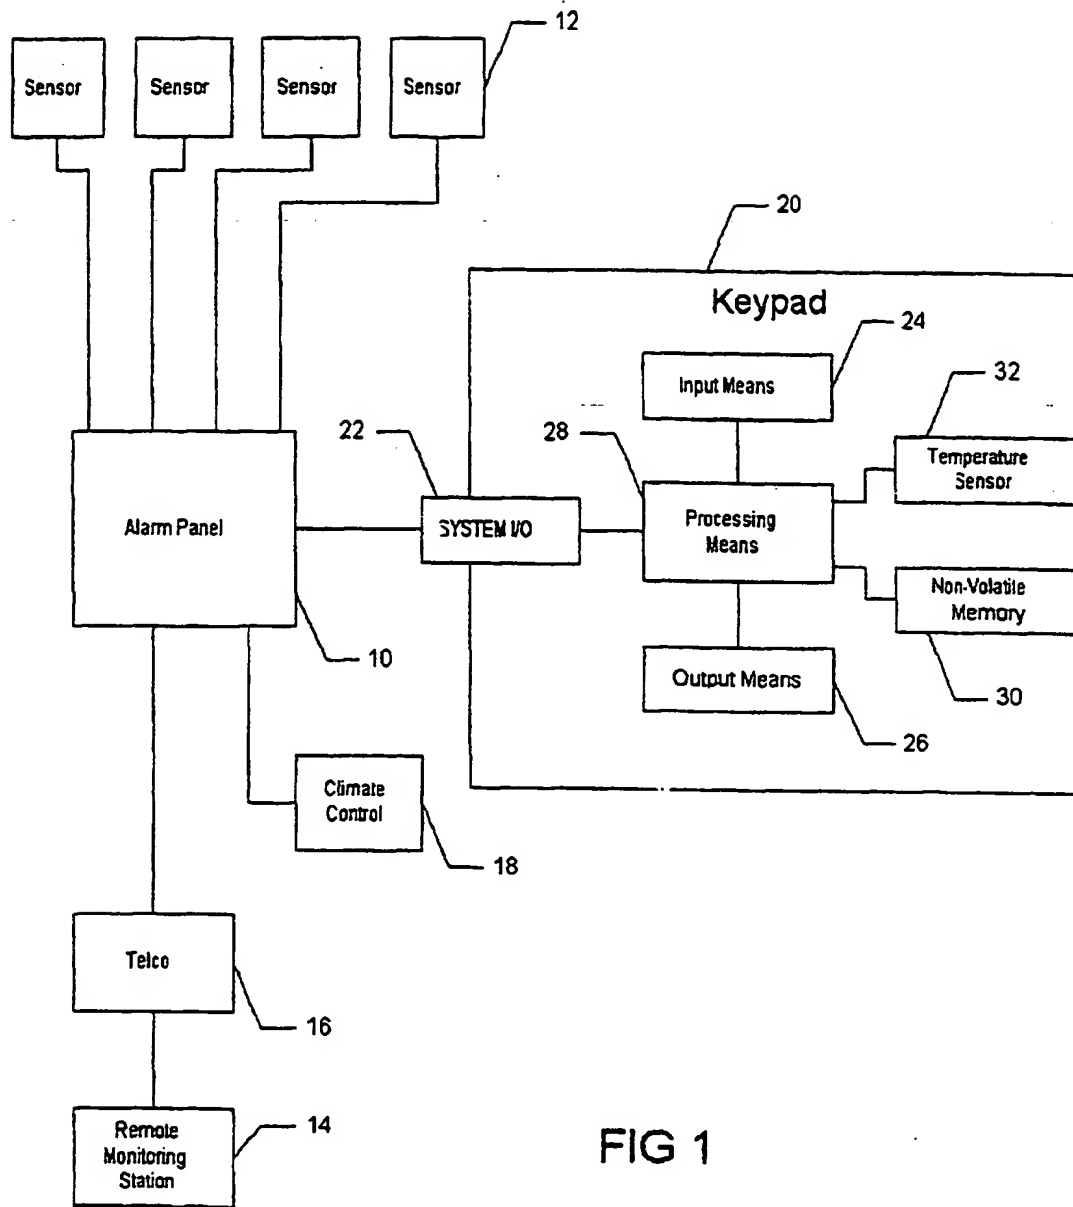 12
Sensor
Sensor
Sensor
Sensor
20
Keypad
24
Input Means
32
22
28
Temperature
Sensor
Alarm Panel
SYSTEM I/O
Processing
Means
Non-Volatile
Memory
10
Output Means
30
26
Climate
Control
18
Telco
16
Remote
Monitoring
Station
14
FIG 1